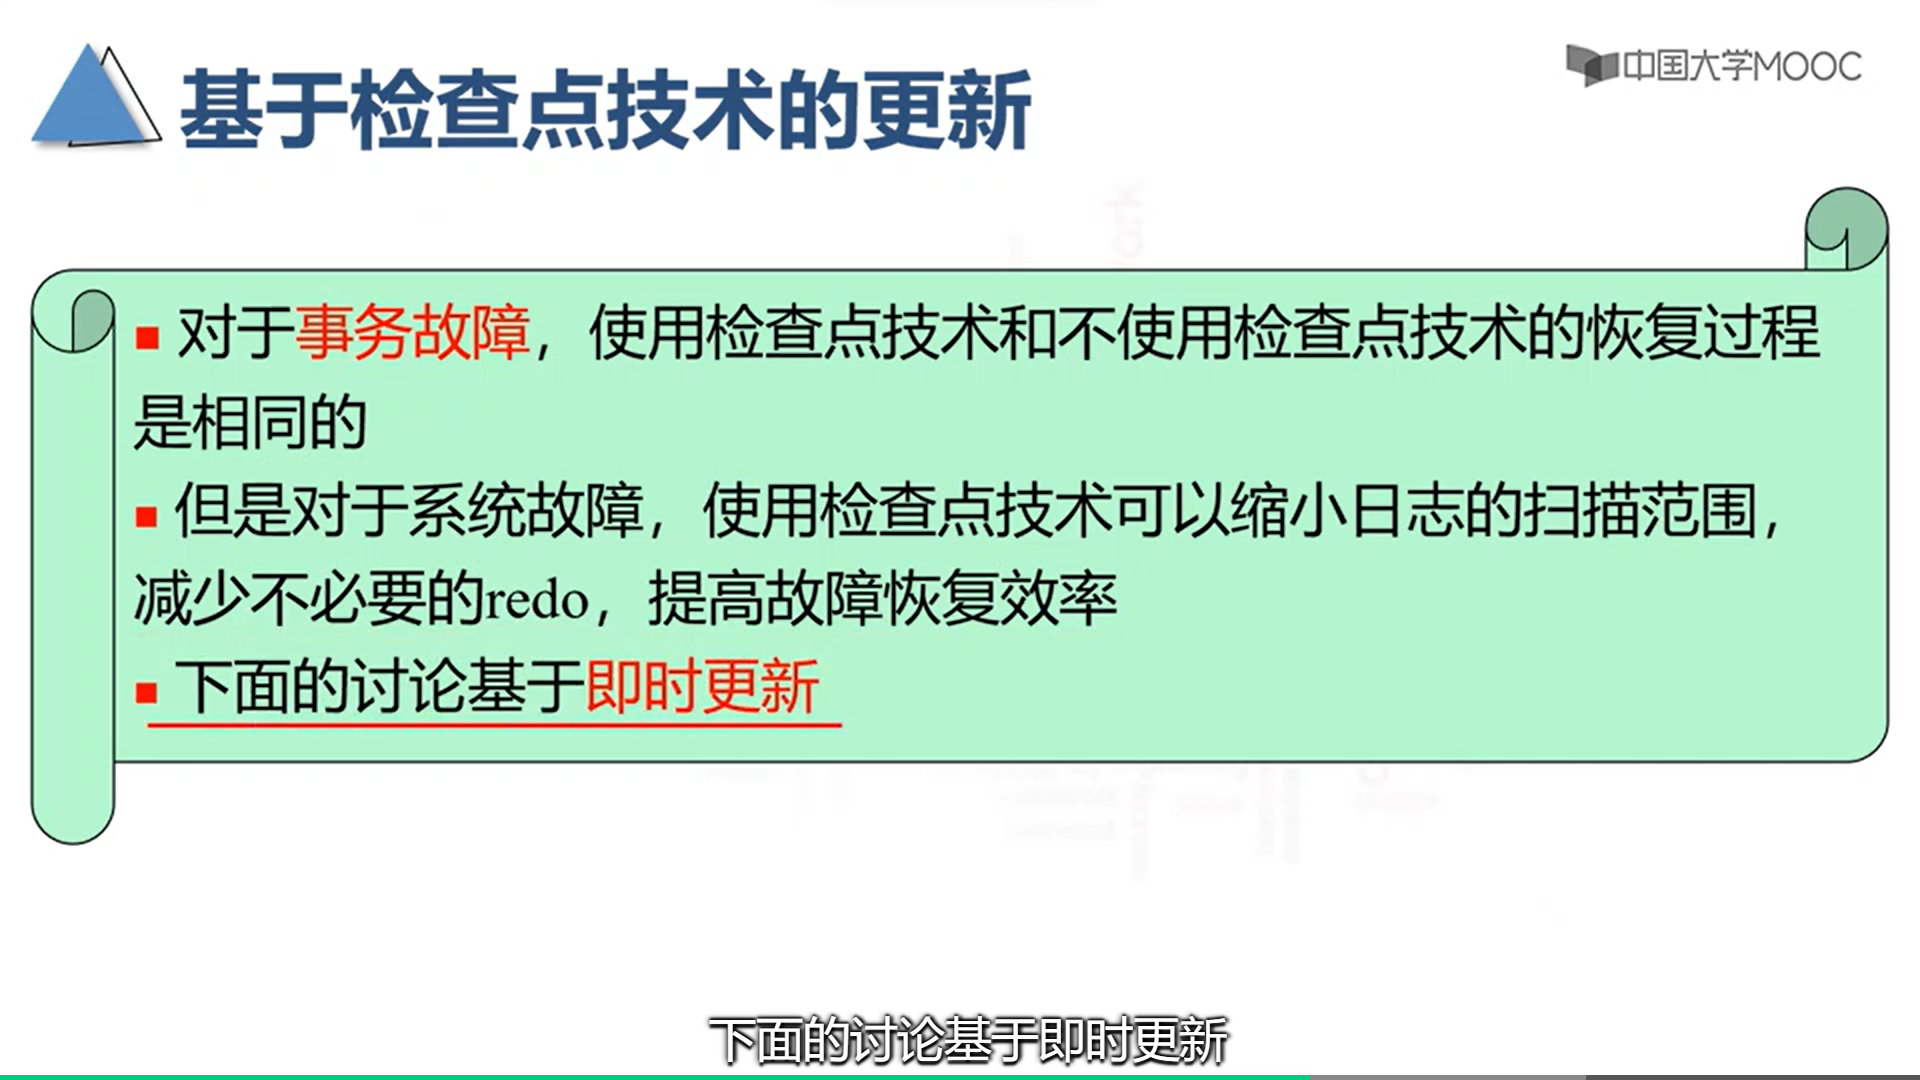 基于检查点技术的更新
中国大学MOOC
对于事务故障，使用检查点技术和不使用检查点技术的恢复过程
是相同的
但是对于系统故障，使用检查点技术可以缩小日志的扫描范围，
减少不必要的redo，提高故障恢复效率
下面的讨论基于即时更新
下面的讨论基于即时更新